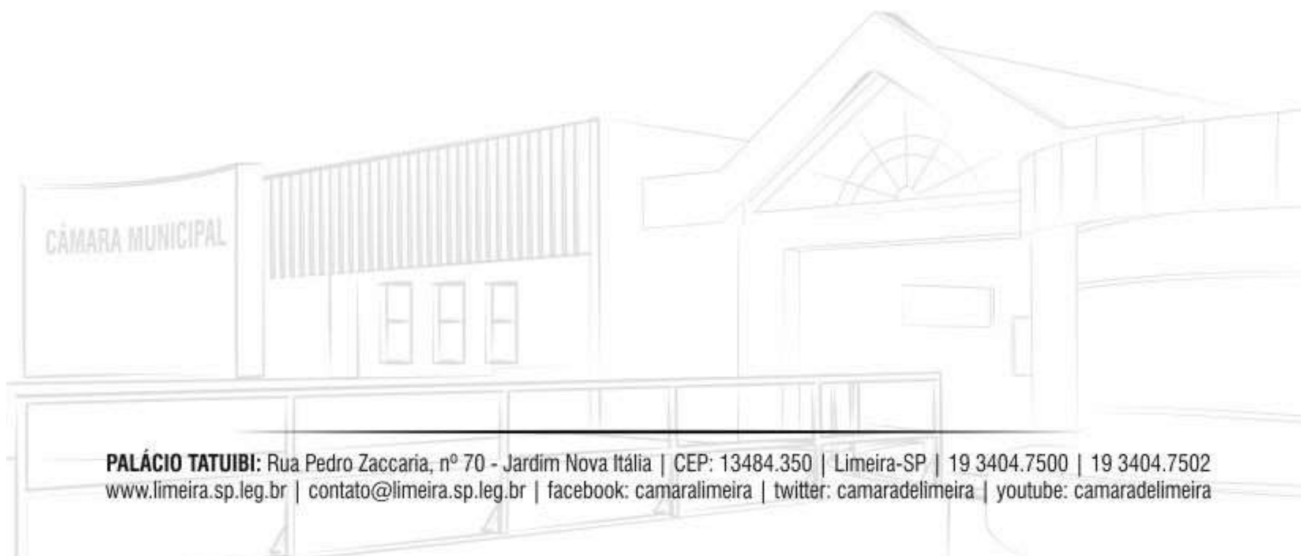 CÂMARA MUNICIPAL
PALÁCIO TATUIBI: Rua Pedro Zaccaria, nº 70 - Jardim Nova Itália | CEP: 13484.350 | Limeira-SP | 19 3404.7500 | 19 3404.7502
www.limeira.sp.leg.br | contato@limeira.sp.leg.br | facebook: camaralimeira | twitter: camaradelimeira | youtube: camaradelimeira